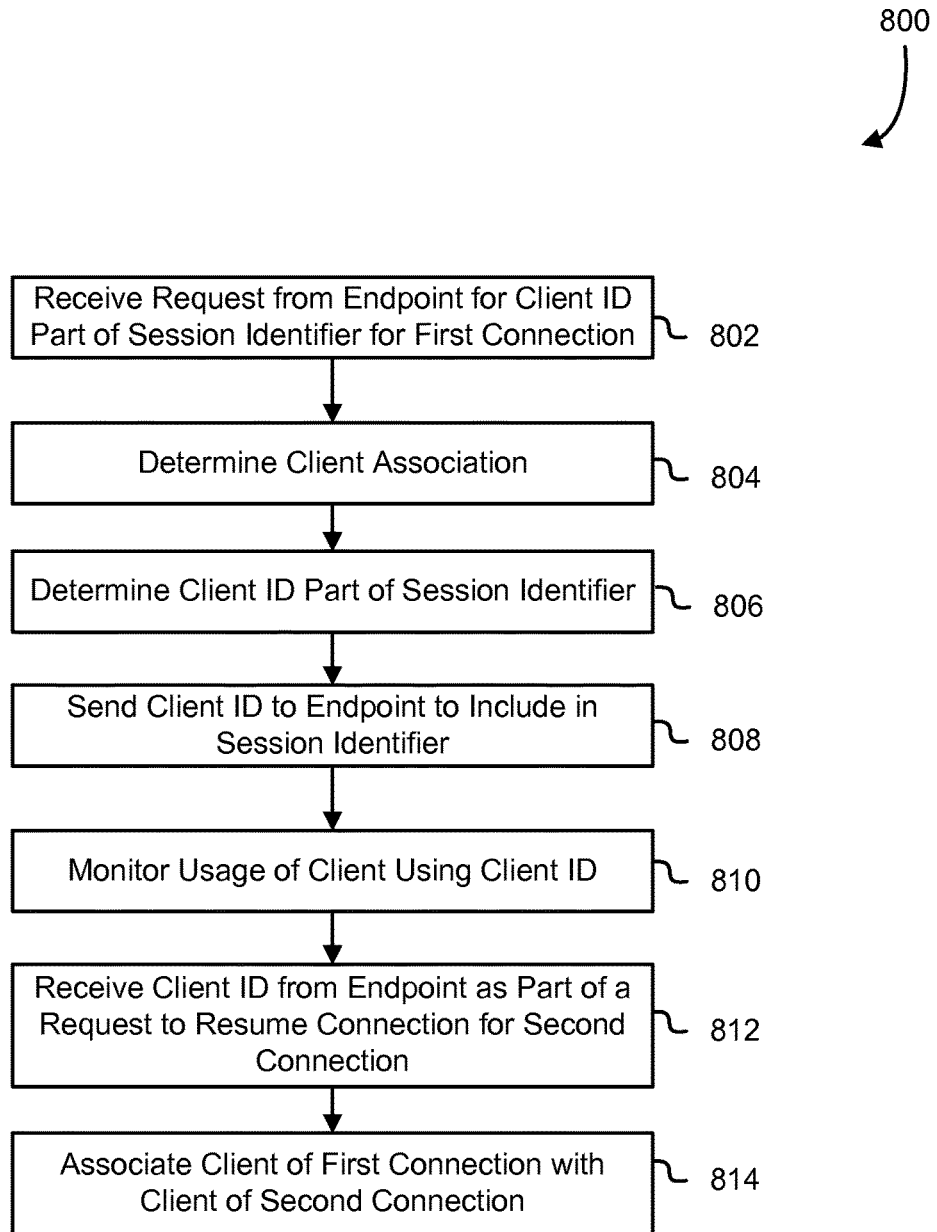 800
Receive Request from Endpoint for Client ID
Part of Session Identifier for First Connection
802
Determine Client Association
804
Determine Client ID Part of Session Identifier
806
Send Client ID to Endpoint to Include in
Session Identifier
808
Monitor Usage of Client Using Client ID
810
Receive Client ID from Endpoint as Part of a
Request to Resume Connection for Second
Connection
812
Associate Client of First Connection with
Client of Second Connection
814